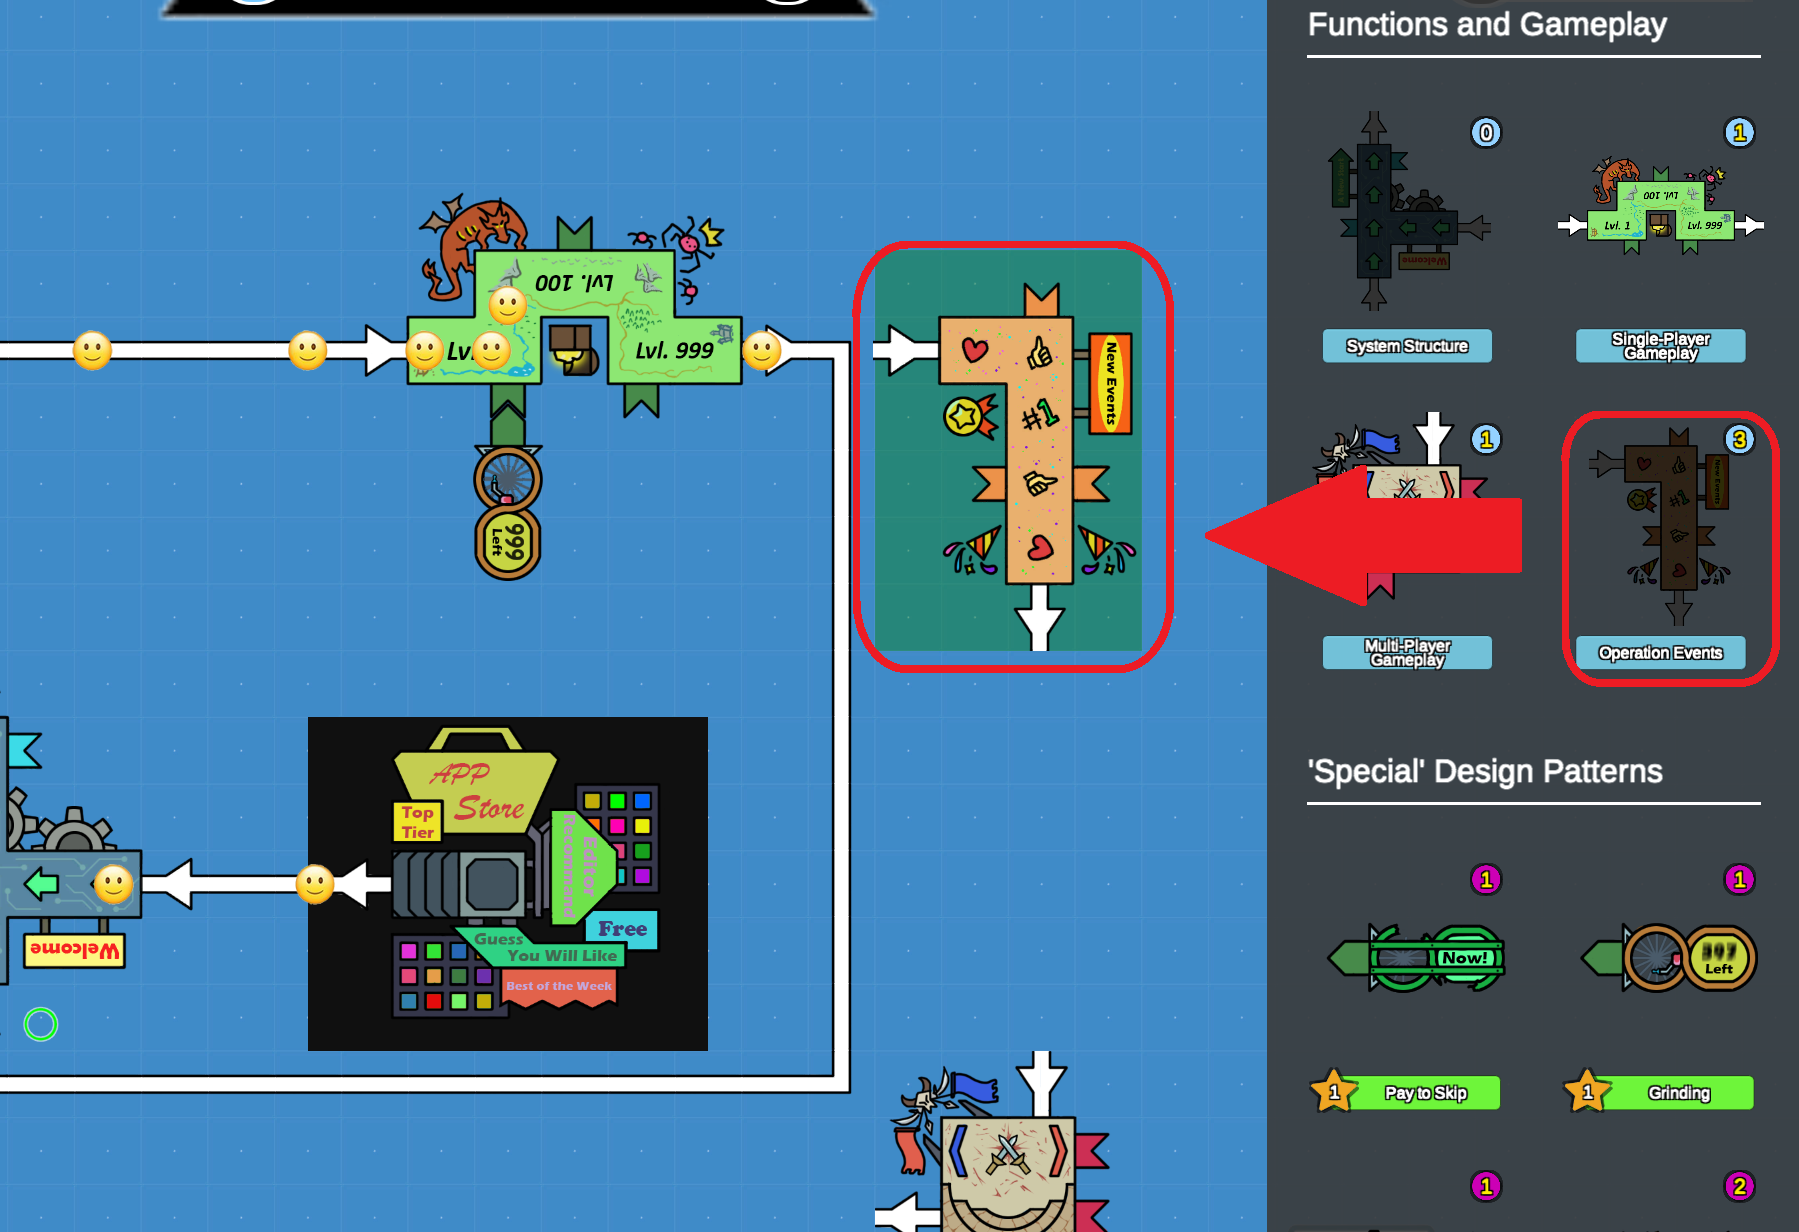 Functions and Gameplay
0
1
Lvl. 100
Lvl. 1
Lvl. 999
Welcome
System Structure
Single-Player
Gameplay
1
3
New Events
#1
Multi-Player
Gameplay
Operation Events
Lvl. 100
Lvl. 999
New Events
#1
999
Left
APP
Store
Top
Tier
Editor
Recommand
Free
Guess
You Will Like
Best of the Week
Welcome
'Special' Design Patterns
1
1
Now!
Left
1
Pay to Skip
1
Grinding
1
2